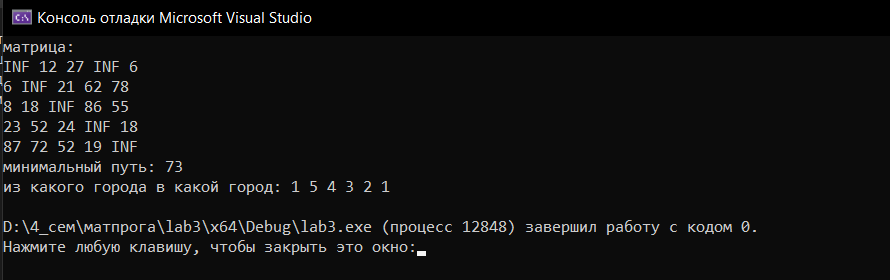 Консоль отладки Microsoft Visual Studio
матрица:
INF 12 27 INF 6
6 INF 21 62 78
8 18 INF 86 55
23 52 24 INF 18
87 72 52 19 INF
минимальный путь: 73
из какого города в какой город: 1 5 4 3 2 1
D:\4_сем\матпрога\lab3\x64\Debug\lab3.exe (процесс 12848) завершил работу с кодом 0.
Нажмите любую клавишу, чтобы закрыть это окно: